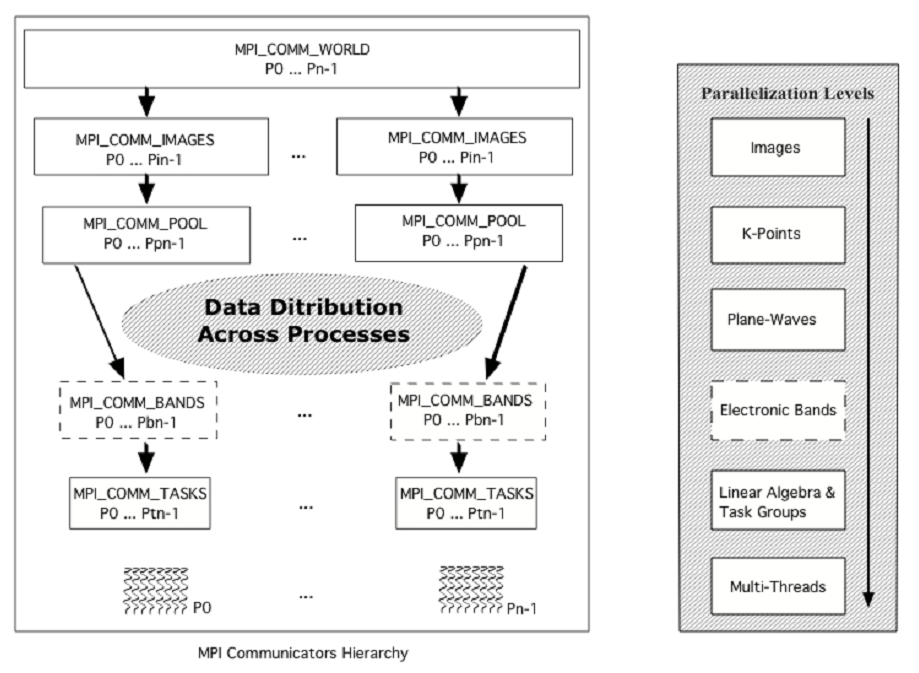 MPI_COMM_WORLD
P0 ... Pn-1
MPI_COMM_IMAGES
P0 ... Pin-1
...
MPI_COMM_IMAGES
P0 ... Pin-1
MPI_COMM_POOL
P0 ... Ppn-1
...
MPI_COMM_POOL
P0 ... Ppn-1
Data Ditribution
Across Processes
MPI_COMM_BANDS
P0 ... Pbn-1
...
MPI_COMM_BANDS
P0 ... Pbn-1
MPI_COMM_TASKS
P0 ... Ptn-1
...
MPI_COMM_TASKS
P0 ... Ptn-1
P0
...
Pn-1
MPI Communicators Hierarchy
Parallelization Levels
Images
K-Points
Plane-Waves
Electronic Bands
Linear Algebra &
Task Groups
Multi-Threads